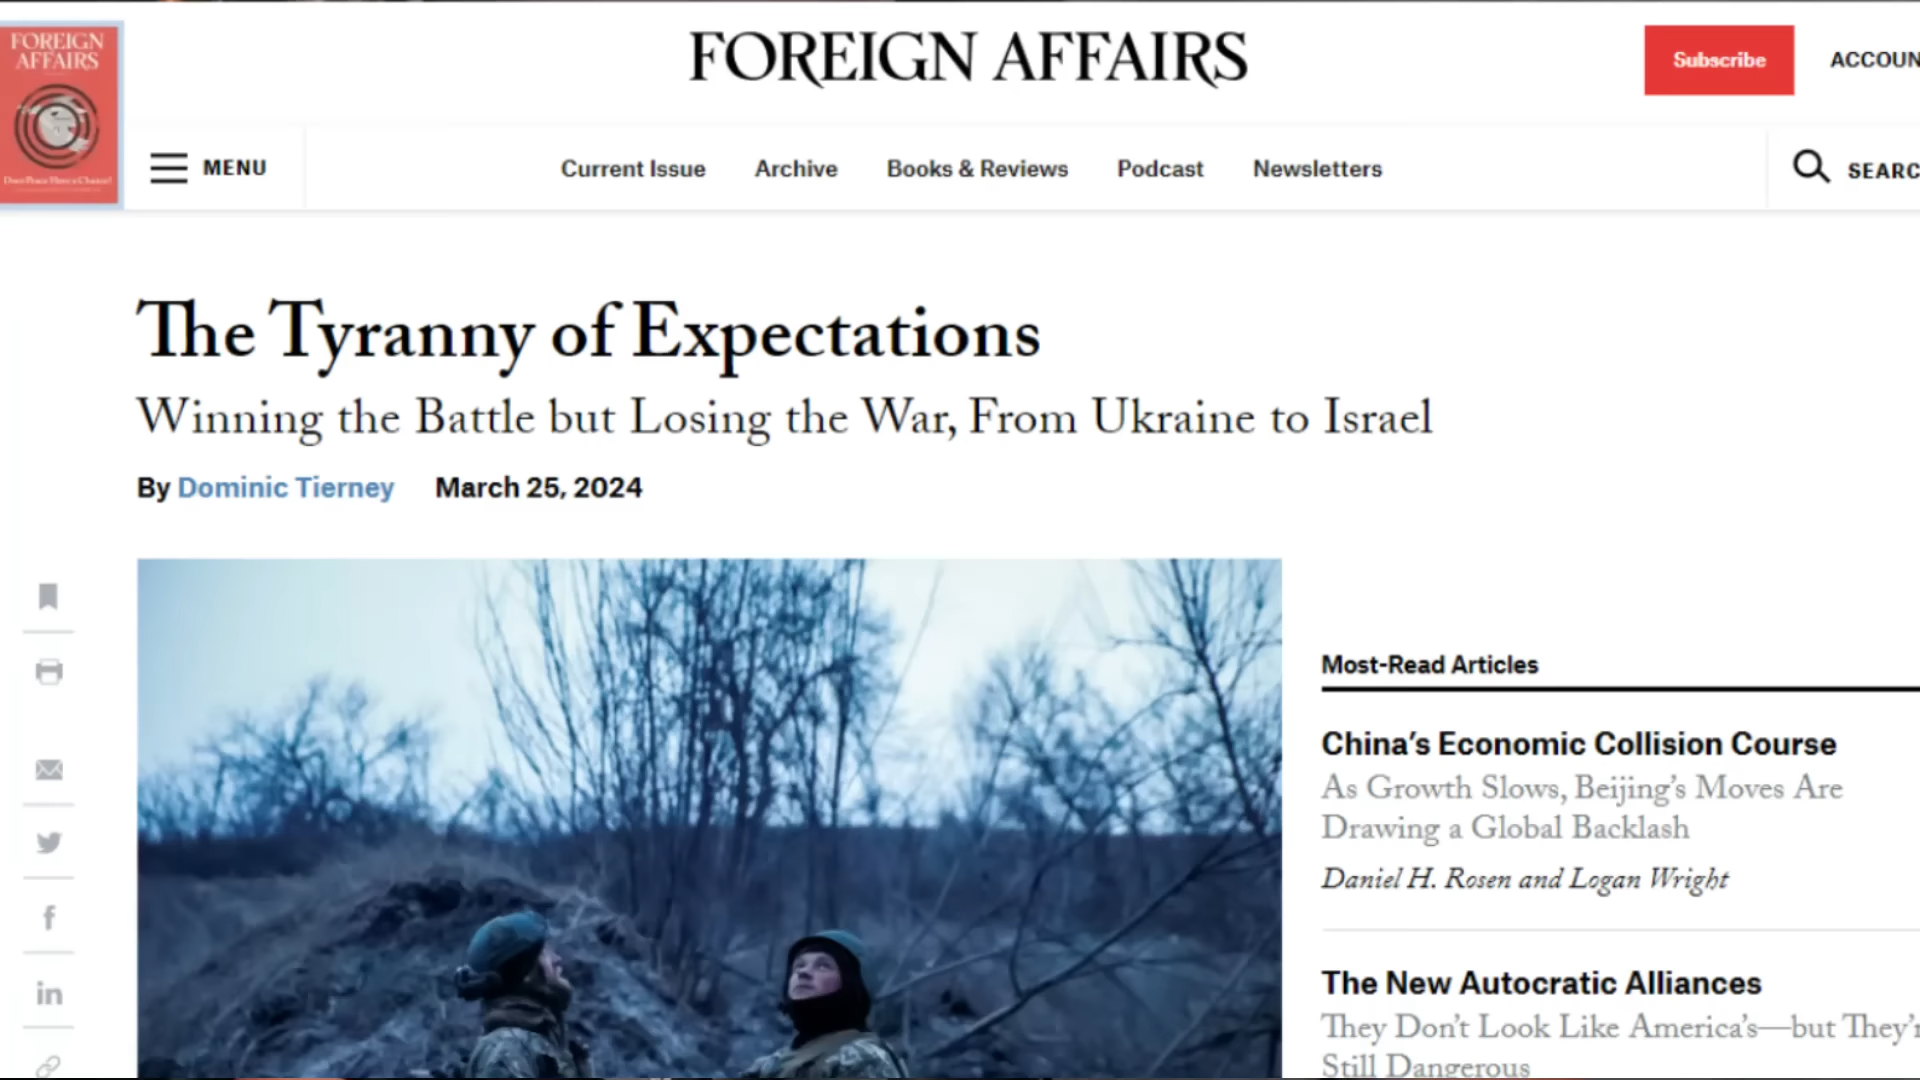 FOREIGN
AFFAIRS
FOREIGN AFFAIRS
Subscribe
ACCOUN
MENU
Current Issue
Archive
Books & Reviews
Podcast
Newsletters
SEARC
The Tyranny of Expectations
Winning the Battle but Losing the War, From Ukraine to Israel
By Dominic Tierney March 25, 2024
Most-Read Articles
China's Economic Collision Course
As Growth Slows, Beijing's Moves Are
Drawing a Global Backlash
Daniel H. Rosen and Logan Wright
The New Autocratic Alliances
They Don't Look Like America's—but They'r
Still Dangerous